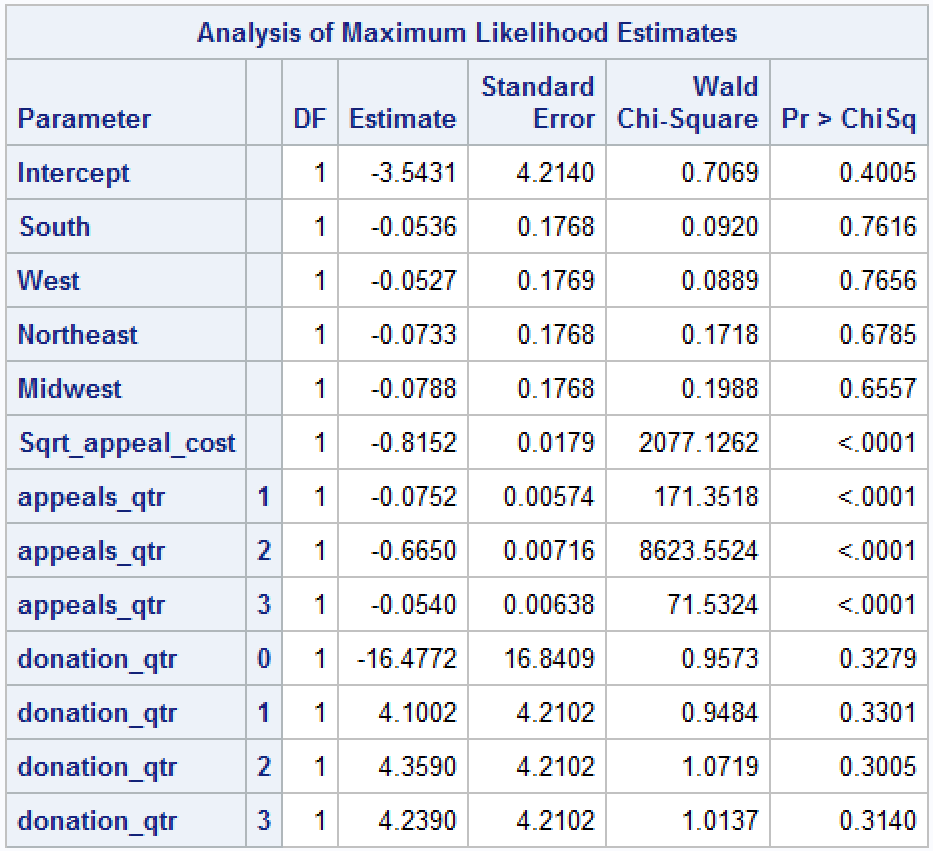 Analysis of Maximum Likelihood Estimates
Parameter DF Estimate Standard Error Wald Chi-Square Pr > ChiSq
Intercept 1 -3.5431 4.2140 0.7069 0.4005
South 1 -0.0536 0.1768 0.0920 0.7616
West 1 -0.0527 0.1769 0.0889 0.7656
Northeast 1 -0.0733 0.1768 0.1718 0.6785
Midwest 1 -0.0788 0.1768 0.1988 0.6557
Sqrt_appeal_cost 1 -0.8152 0.0179 2077.1262 <.0001
appeals_qtr 1 1 -0.0752 0.00574 171.3518 <.0001
appeals_qtr 2 1 -0.6650 0.00716 8623.5524 <.0001
appeals_qtr 3 1 -0.0540 0.00638 71.5324 <.0001
donation_qtr 0 1 -16.4772 16.8409 0.9573 0.3279
donation_qtr 1 1 4.1002 4.2102 0.9484 0.3301
donation_qtr 2 1 4.3590 4.2102 1.0719 0.3005
donation_qtr 3 1 4.2390 4.2102 1.0137 0.3140